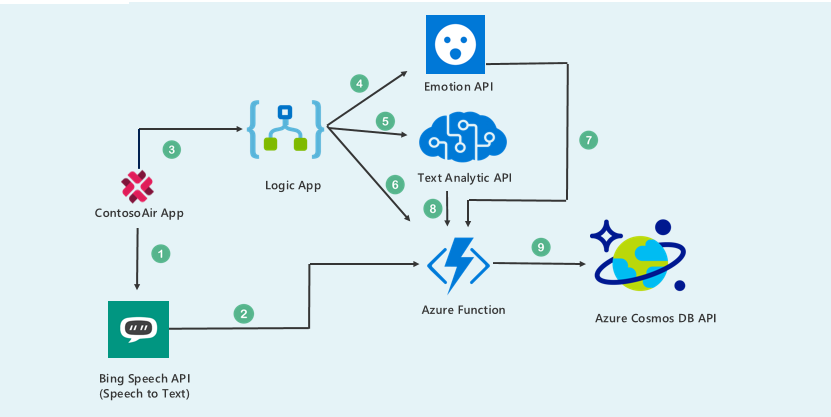 4
Emotion API
5
7
3
Logic App
Text Analytic API
6
ContosoAir App
8
1
9
2
Azure Function
Azure Cosmos DB API
Bing Speech API
(Speech to Text)